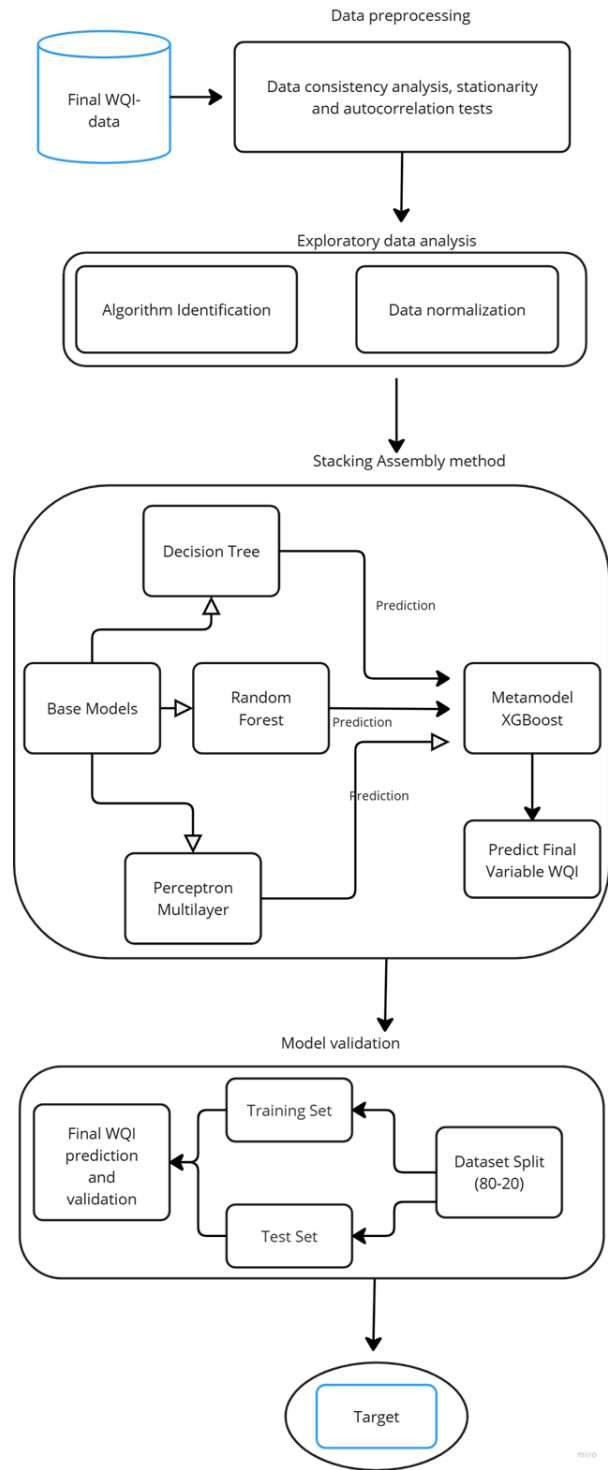 Data preprocessing
Final WQI-
data
Data consistency analysis, stationarity
and autocorrelation tests
Exploratory data analysis
Algorithm Identification
Data normalization
Stacking Assembly method
Decision Tree
Prediction
Base Models
Random
Forest
Prediction
Metamodel
XGBoost
Prediction
Perceptron
Multilayer
Predict Final
Variable WQI
Model validation
Final WQI
prediction
and
validation
Training Set
Test Set
Dataset Split
(80-20)
Target
miro